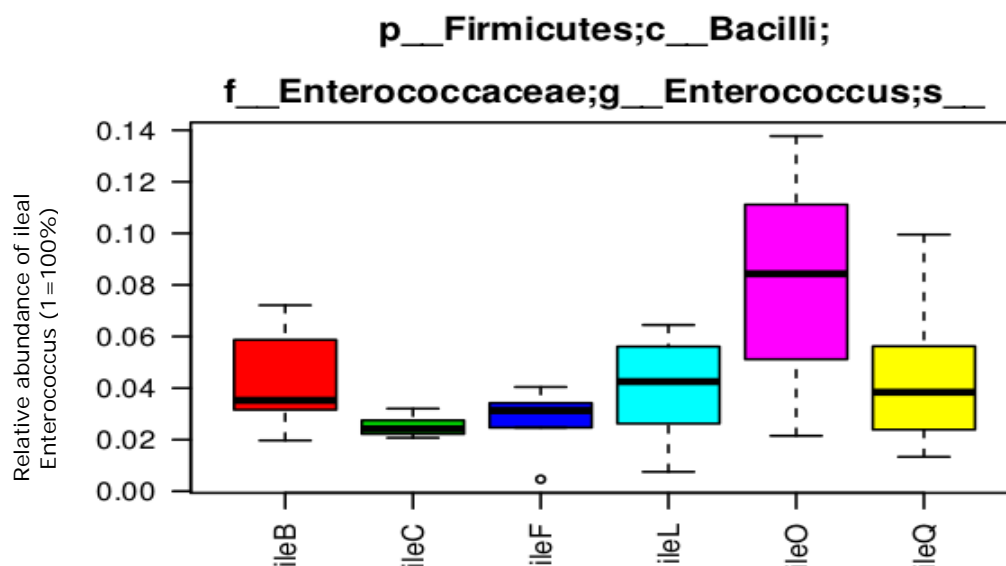 p__Firmicutes;c__Bacilli;
f__Enterococcaceae;g__Enterococcus;s__
Relative abundance of ileal
Enterococcus (1=100%)
0.14
0.12
0.10
0.08
0.06
0.04
0.02
0.00
ileB
ileC
ileF
ileL
ileO
ileQ